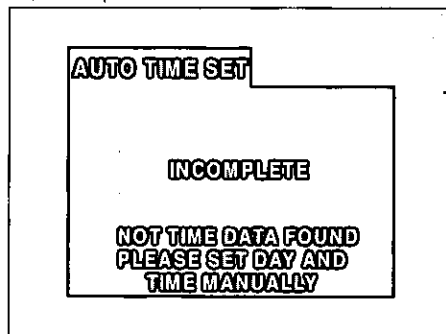 AUTO TIME SET
INCOMPLETE
NOT TIME DATA FOUND
PLEASE SET DAY AND
TIME MANUALLY